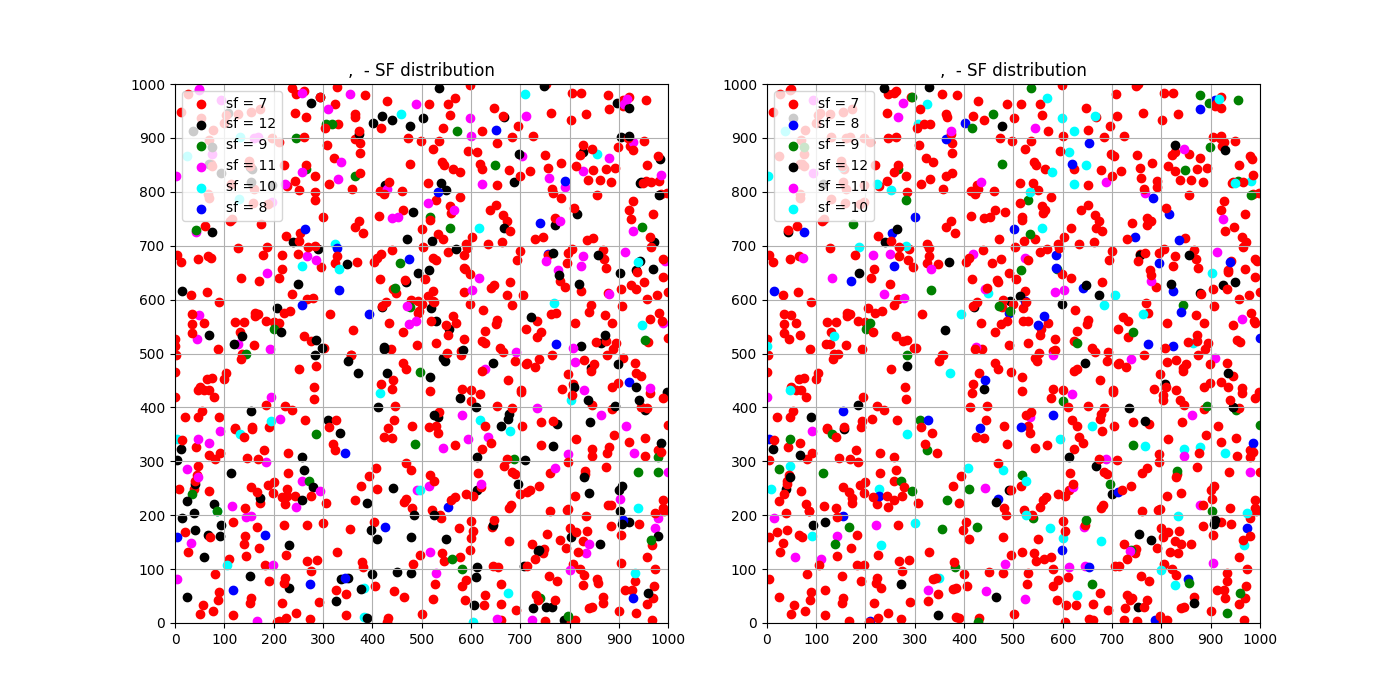 ,  - SF distribution
1000
900
800
700
600
500
400
300
200
100
0
0 100 200 300 400 500 600 700 800 900 1000
sf = 7
sf = 12
sf = 9
sf = 11
sf = 10
sf = 8
,  - SF distribution
1000
900
800
700
600
500
400
300
200
100
0
0 100 200 300 400 500 600 700 800 900 1000
sf = 7
sf = 8
sf = 9
sf = 12
sf = 11
sf = 10